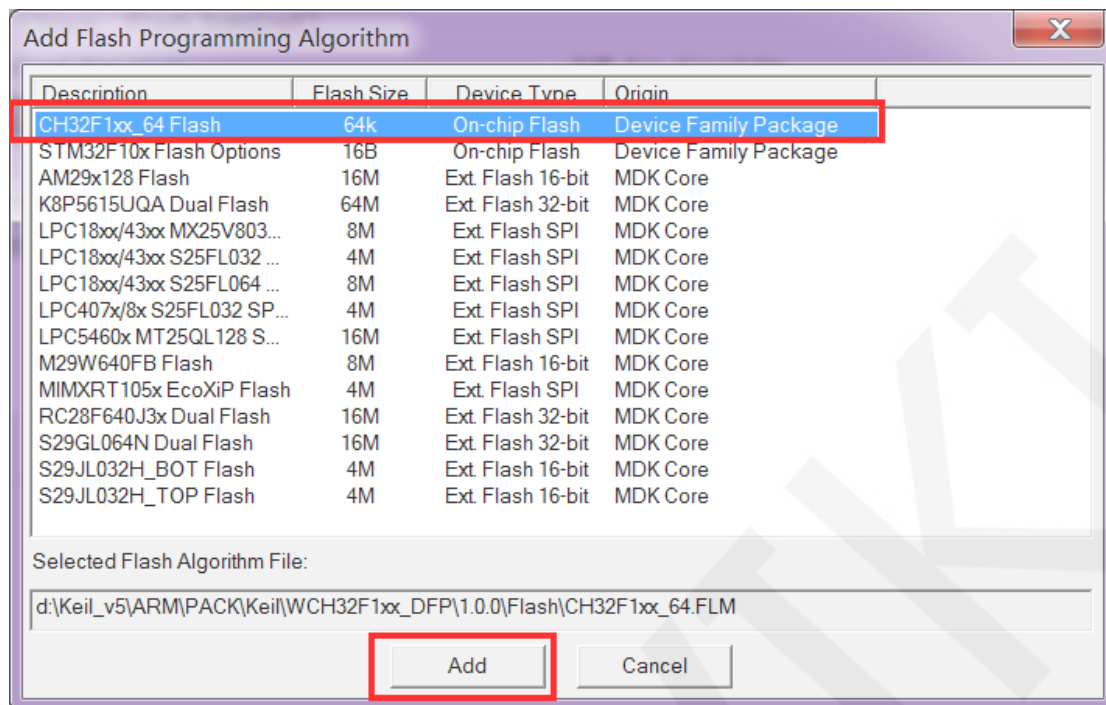 Add Flash Programming Algorithm
Description Flash Size Device Type Origin
CH32F1xx_64 Flash 64k On-chip Flash Device Family Package
STM32F10x Flash Options 16B On-chip Flash Device Family Package
AM29x128 Flash 16M Ext. Flash 16-bit MDK Core
K8P5615UQA Dual Flash 64M Ext. Flash 32-bit MDK Core
LPC18xx/43xx MX25V803... 8M Ext. Flash SPI MDK Core
LPC18xx/43xx S25FL032 ... 4M Ext. Flash SPI MDK Core
LPC18xx/43xx S25FL064 ... 8M Ext. Flash SPI MDK Core
LPC407x/8x S25FL032 SP... 4M Ext. Flash SPI MDK Core
LPC5460x MT25QL128 S... 16M Ext. Flash SPI MDK Core
M29W640FB Flash 8M Ext. Flash 16-bit MDK Core
MIMXRT105x EcoXiP Flash 4M Ext. Flash SPI MDK Core
RC28F640J3x Dual Flash 16M Ext. Flash 32-bit MDK Core
S29GL064N Dual Flash 16M Ext. Flash 32-bit MDK Core
S29JL032H_BOT Flash 4M Ext. Flash 16-bit MDK Core
S29JL032H_TOP Flash 4M Ext. Flash 16-bit MDK Core
Selected Flash Algorithm File:
d:\Keil_v5\ARM\PACK\Keil\WCH32F1xx_DFP\1.0.0\Flash\CH32F1xx_64.FLM
Add Cancel